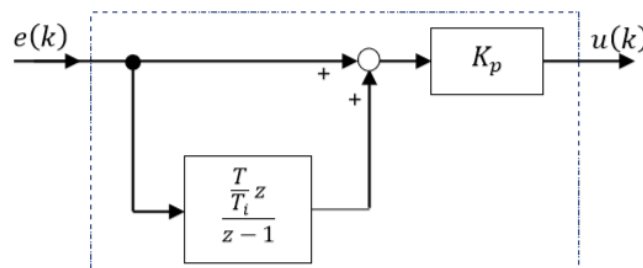 e(k)
u(k)
K_p
+
+
T
T_i z
z − 1